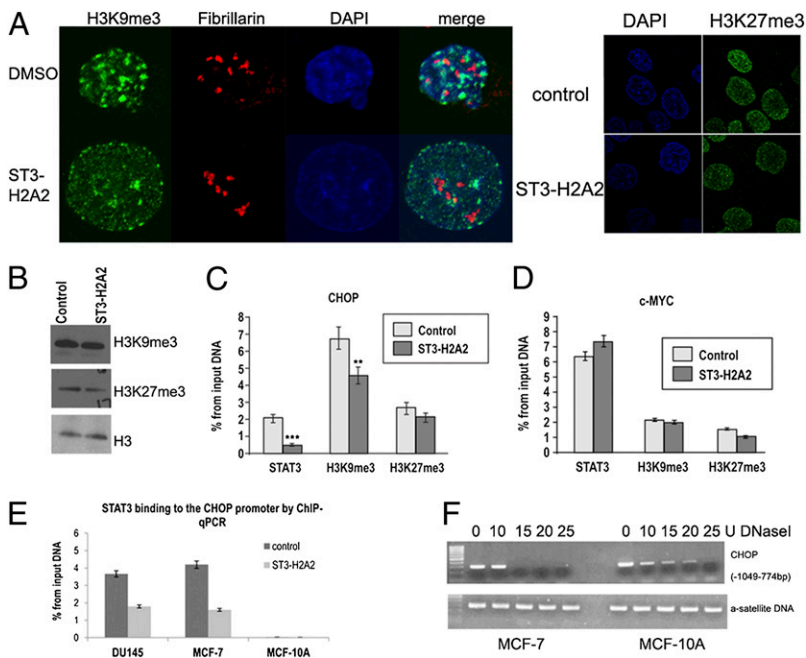 A
H3K9me3 Fibrillarin DAPI merge
DMSO
ST3-
H2A2
DAPI H3K27me3
control
ST3-H2A2
B
Control
ST3-H2A2
H3K9me3
H3K27me3
H3
C
CHOP
Control
ST3-H2A2
% from input DNA
8
7
6
5
4
3
2
1
0
**
***
STAT3 H3K9me3 H3K27me3
D
c-MYC
Control
ST3-H2A2
% from input DNA
9
8
7
6
5
4
3
2
1
0
STAT3 H3K9me3 H3K27me3
E
STAT3 binding to the CHOP promoter by ChIP-
qPCR
control
ST3-H2A2
% from input DNA
5
4
3
2
1
0
DU145 MCF-7 MCF-10A
F
0 10 15 20 25 0 10 15 20 25 U DNaseI
CHOP
(-1049-774bp)
a-satellite DNA
MCF-7 MCF-10A